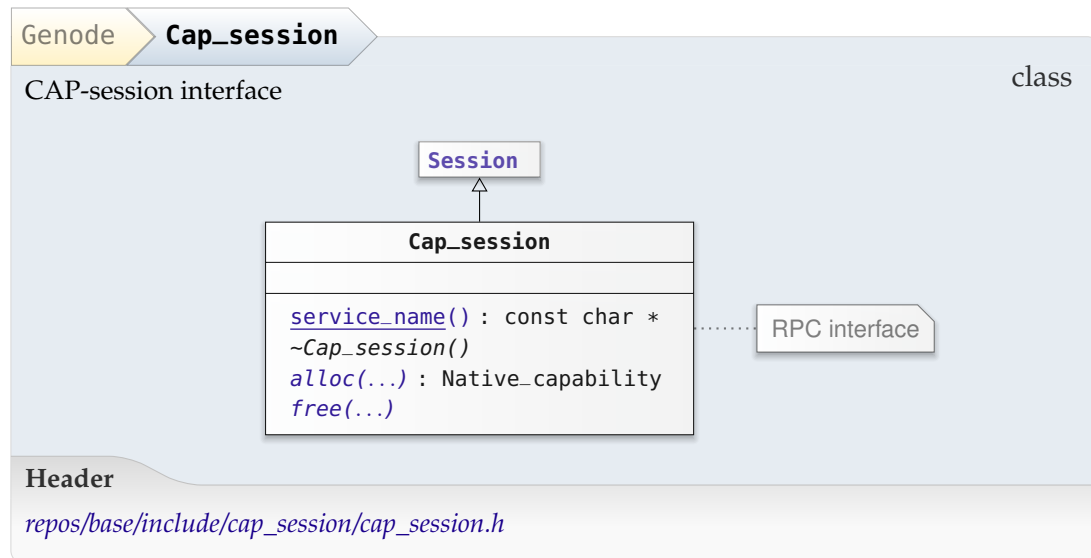 Genode Cap_session
class
CAP-session interface
Session
Cap_session
service_name() : const char *
~Cap_session()
alloc(...) : Native_capability
free(...)
RPC interface
Header
repos/base/include/cap_session/cap_session.h